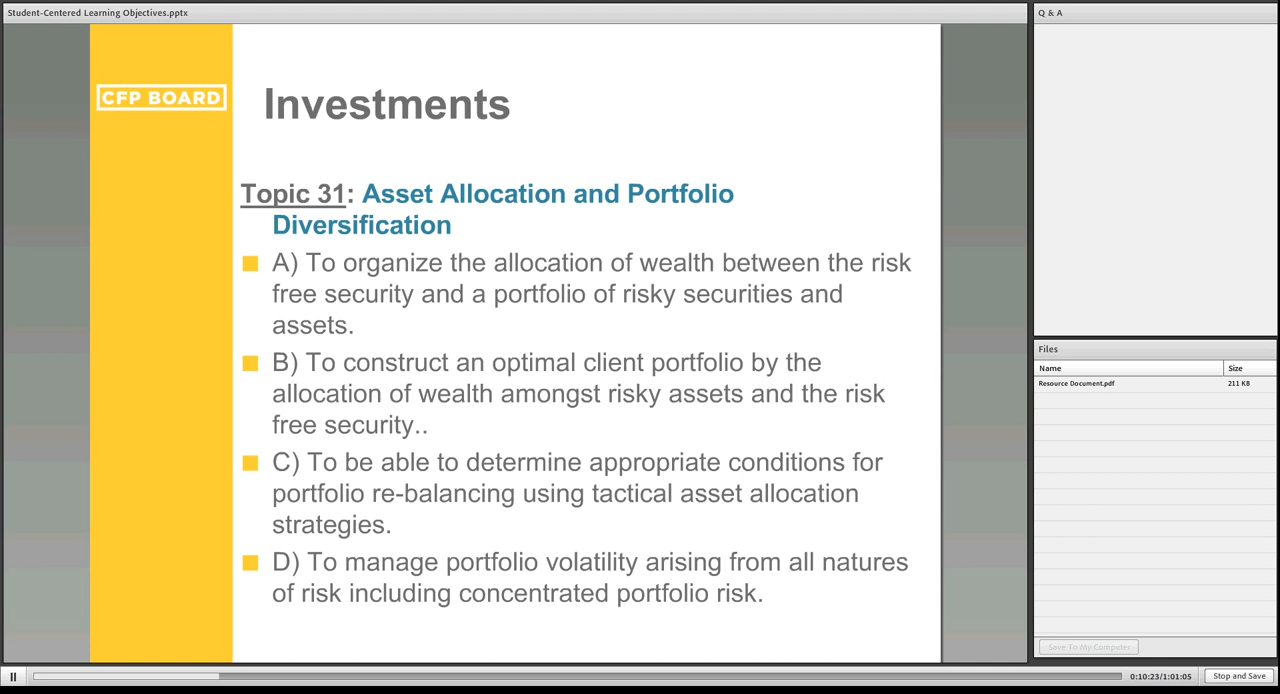 Student-Centered Learning Objectives.pptx
CFP BOARD
Investments
Topic 31: Asset Allocation and Portfolio
Diversification
A) To organize the allocation of wealth between the risk
free security and a portfolio of risky securities and
assets.
B) To construct an optimal client portfolio by the
allocation of wealth amongst risky assets and the risk
free security..
C) To be able to determine appropriate conditions for
portfolio re-balancing using tactical asset allocation
strategies.
D) To manage portfolio volatility arising from all natures
of risk including concentrated portfolio risk.
Q & A
Files
Name Size
Resource Document.pdf 211 KB
Save To My Computer
0:10:23/1:01:05 Stop and Save